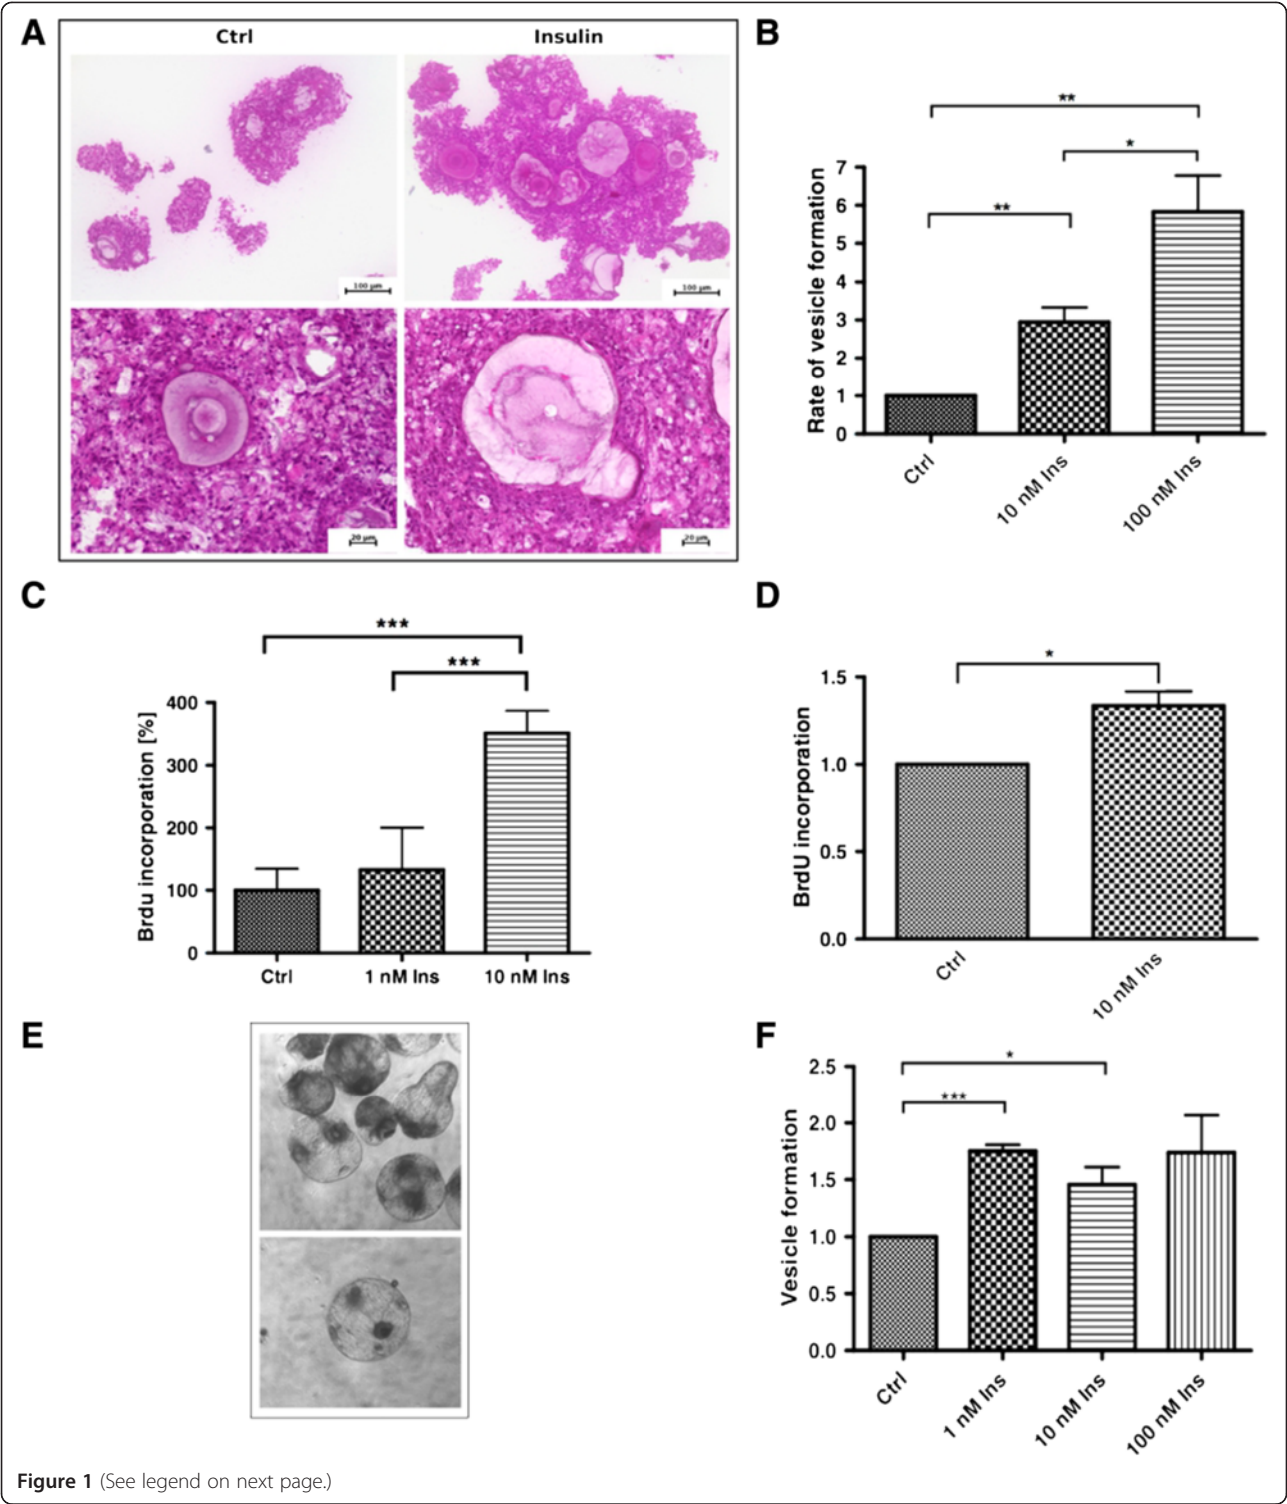 A
Ctrl
Insulin
100 µm
100 µm
20 µm
20 µm
B
**
*
**
Rate of vesicle formation
7
6
5
4
3
2
1
0
Ctrl
10 nM Ins
100 nM Ins
C
***
***
Brdu incorporation [%]
400
300
200
100
0
Ctrl
1 nM Ins
10 nM Ins
D
*
BrdU incorporation
1.5
1.0
0.5
0.0
Ctrl
10 nM Ins
E
F
*
***
Vesicle formation
2.5
2.0
1.5
1.0
0.5
0.0
Ctrl
1 nM Ins
10 nM Ins
100 nM Ins
Figure 1 (See legend on next page.)